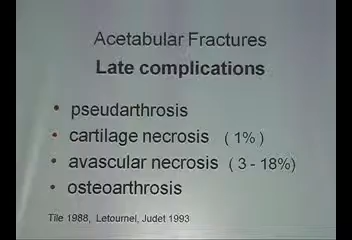 Acetabular Fractures
Late complications
• pseudarthrosis
• cartilage necrosis ( 1% )
• avascular necrosis ( 3 - 18%)
• osteoarthrosis
Tile 1988, Letournel, Judet 1993